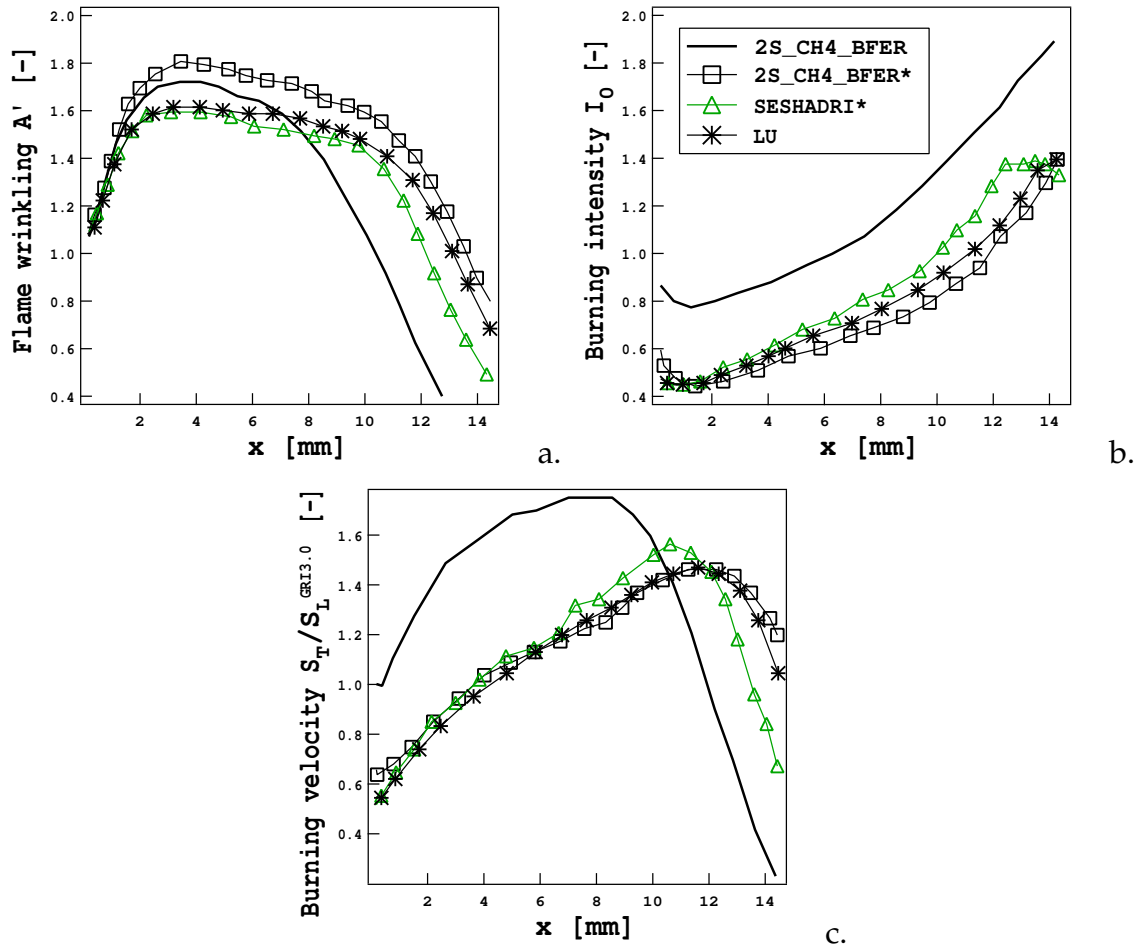 2.0
1.8
1.6
1.4
1.2
1.0
0.8
0.6
0.4
2 4 6 8 10 12 14
Flame wrinkling A' [-]
x [mm]
a.
2S_CH4_BFER
2S_CH4_BFER*
SESHADRI*
LU
2.0
1.8
1.6
1.4
1.2
1.0
0.8
0.6
0.4
2 4 6 8 10 12 14
Burning intensity I_0 [-]
x [mm]
b.
1.6
1.4
1.2
1.0
0.8
0.6
0.4
2 4 6 8 10 12 14
Burning velocity S_T/S_L^GRI3.0 [-]
x [mm]
c.